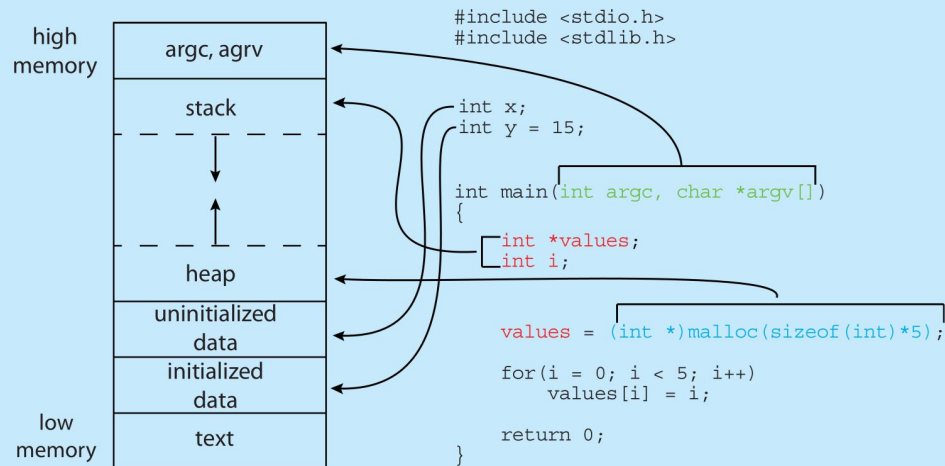 high
memory
argc, agrv
stack
heap
uninitialized
data
initialized
data
low
memory
text
#include <stdio.h>
#include <stdlib.h>
int x;
int y = 15;
int main(int argc, char *argv[])
{
int *values;
int i;
values = (int *)malloc(sizeof(int)*5);
for(i = 0; i < 5; i++)
values[i] = i;
return 0;
}